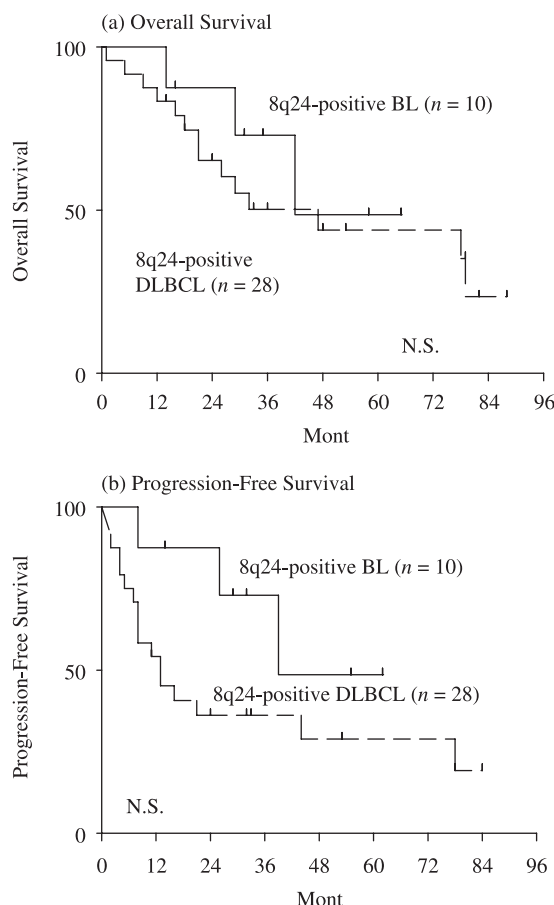 (a) Overall Survival
100
8q24-positive BL (n = 10)
Overall Survival
50
8q24-positive
DLBCL (n = 28)
N.S.
0
0 12 24 36 48 60 72 84 96
Mont
(b) Progression-Free Survival
100
8q24-positive BL (n = 10)
Progression-Free Survival
50
8q24-positive DLBCL (n = 28)
N.S.
0
0 12 24 36 48 60 72 84 96
Mont